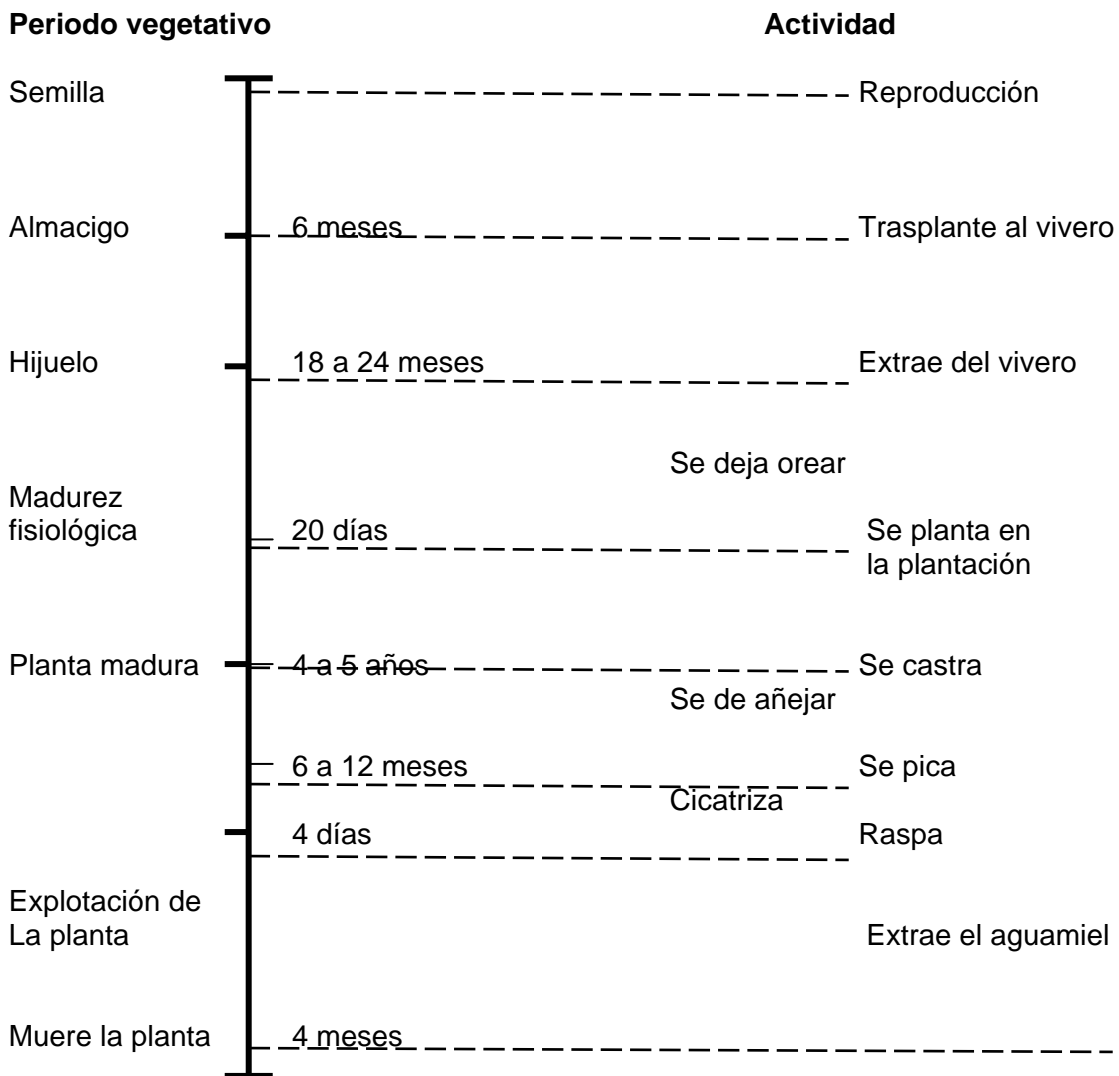 Periodo vegetativo Actividad
Semilla Reproducción
Almacigo 6 meses Trasplante al vivero
Hijuelo 18 a 24 meses Extrae del vivero
Se deja orear
Madurez
fisiológica 20 días Se planta en
la plantación
Planta madura 4 a 5 años Se castra
Se de añejar
6 a 12 meses Se pica
Cicatriza
4 días Raspa
Explotación de
La planta Extrae el aguamiel
Muere la planta 4 meses